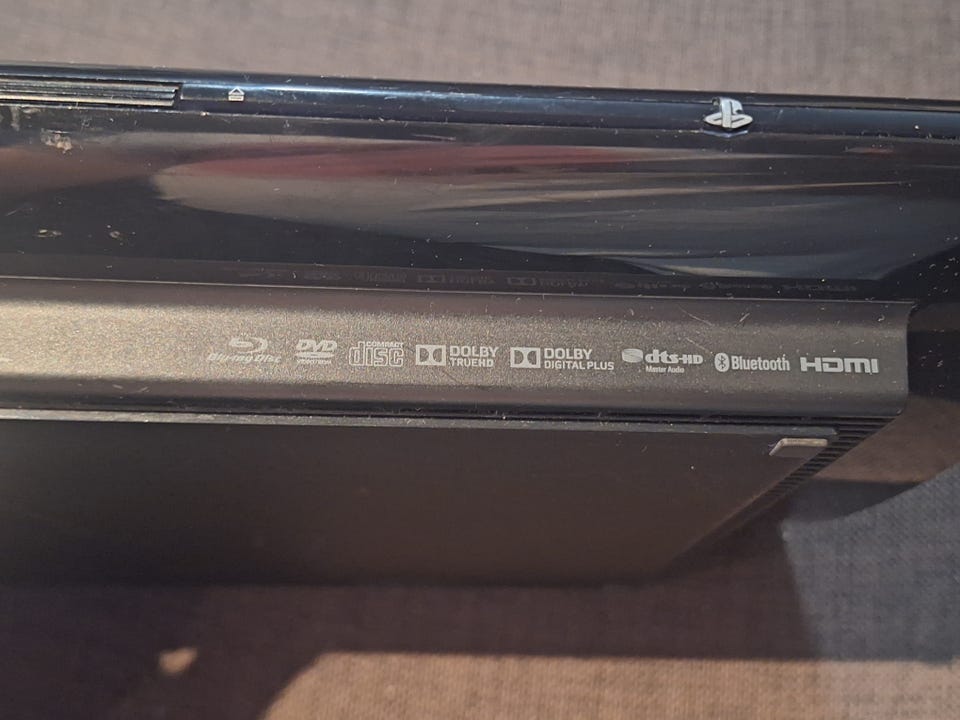 Blu-ray Disc
DVD
COMPACT
disc
DOLBY
TRUEHD
DOLBY
DIGITAL PLUS
dts-HD
Master Audio
Bluetooth
HDMI